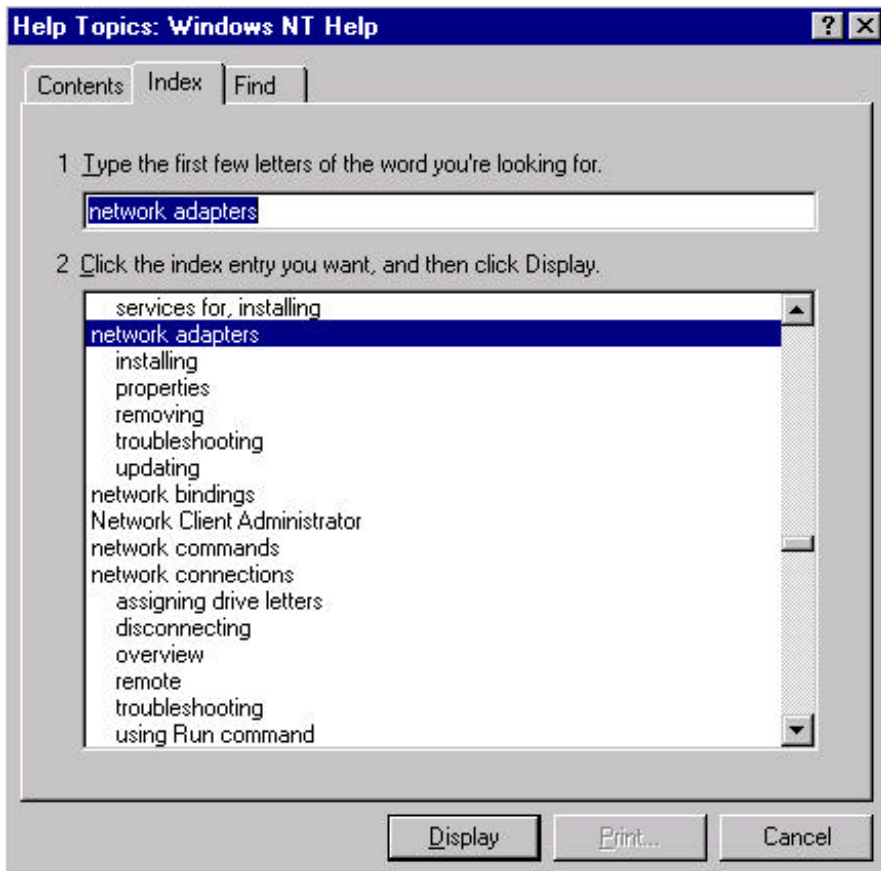 Help Topics: Windows NT Help
Contents Index Find
1 Type the first few letters of the word you're looking for.
network adapters
2 Click the index entry you want, and then click Display.
services for, installing
network adapters
installing
properties
removing
troubleshooting
updating
network bindings
Network Client Administrator
network commands
network connections
assigning drive letters
disconnecting
overview
remote
troubleshooting
using Run command
Display Print... Cancel